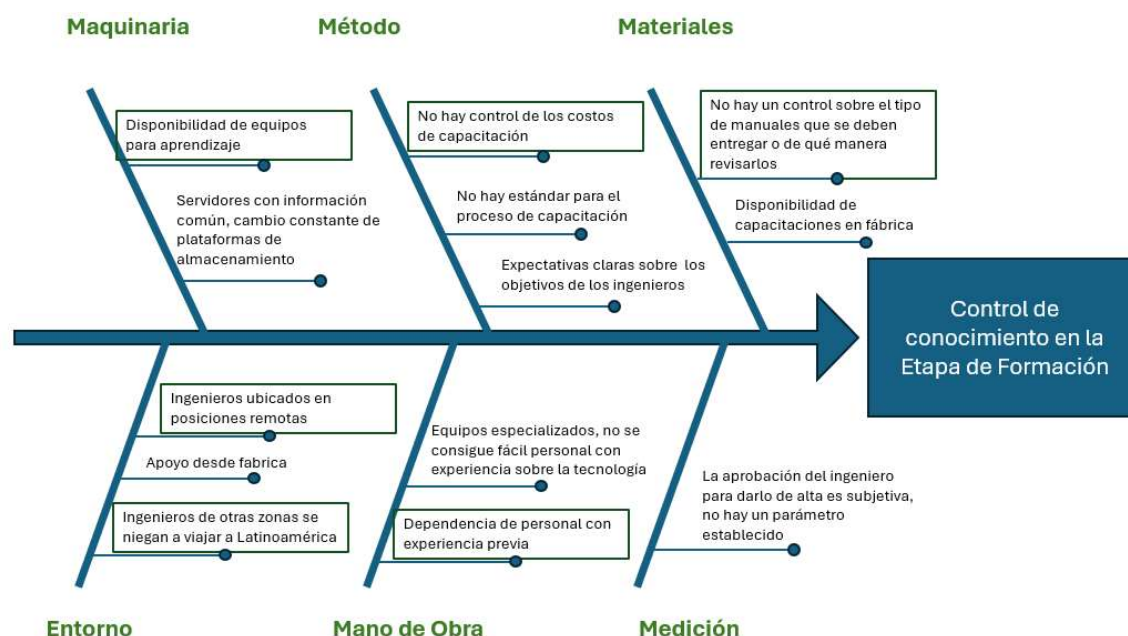 Maquinaria
Método
Materiales
Disponibilidad de equipos
para aprendizaje
Servidores con información
común, cambio constante de
plataformas de
almacenamiento
No hay control de los costos
de capacitación
No hay estándar para el
proceso de capacitación
Expectativas claras sobre los
objetivos de los ingenieros
No hay un control sobre el tipo
de manuales que se deben
entregar o de qué manera
revisarlos
Disponibilidad de
capacitaciones en fábrica
Control de
conocimiento en la
Etapa de Formación
Ingenieros ubicados en
posiciones remotas
Apoyo desde fabrica
Ingenieros de otras zonas se
niegan a viajar a Latinoamérica
Equipos especializados, no se
consigue fácil personal con
experiencia sobre la tecnología
Dependencia de personal con
experiencia previa
La aprobación del ingeniero
para darlo de alta es subjetiva,
no hay un parámetro
establecido
Entorno
Mano de Obra
Medición